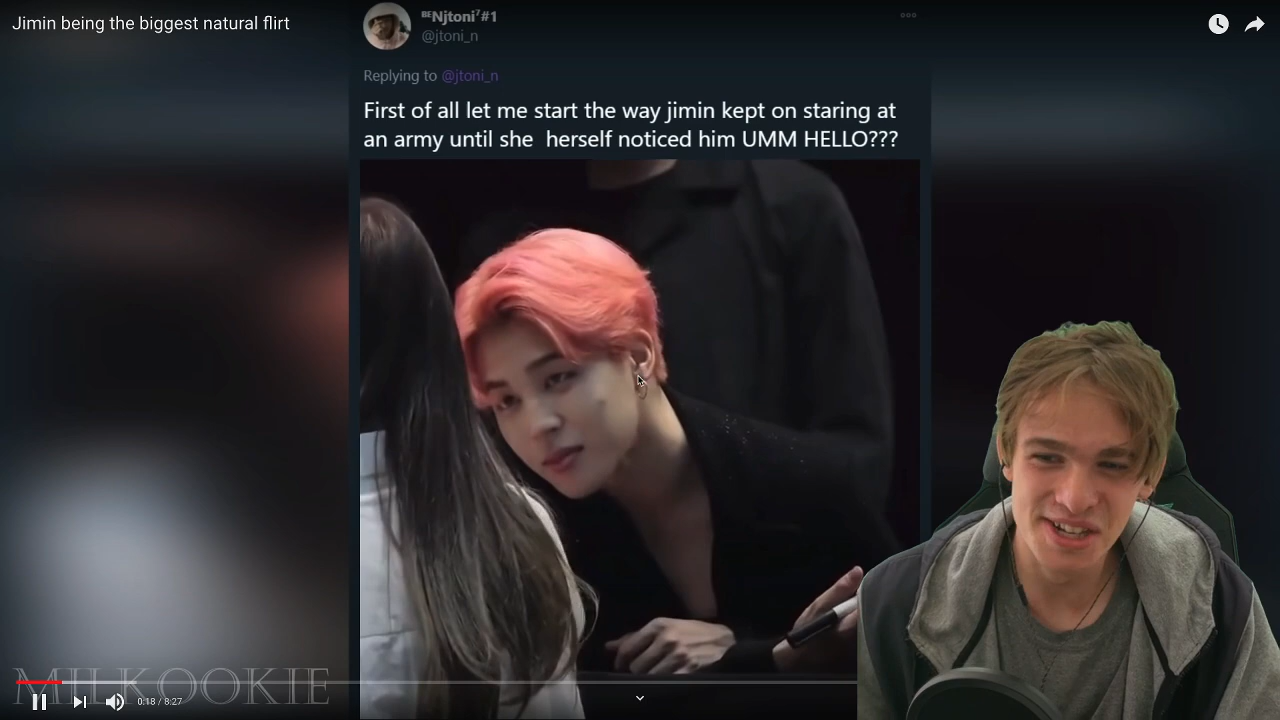 Jimin being the biggest natural flirt
ᴮᴱNjtoni⁷#1
@jtoni_n
Replying to @jtoni_n
First of all let me start the way jimin kept on staring at
an army until she  herself noticed him UMM HELLO???
MILKOOKIE
0:18 / 8:27